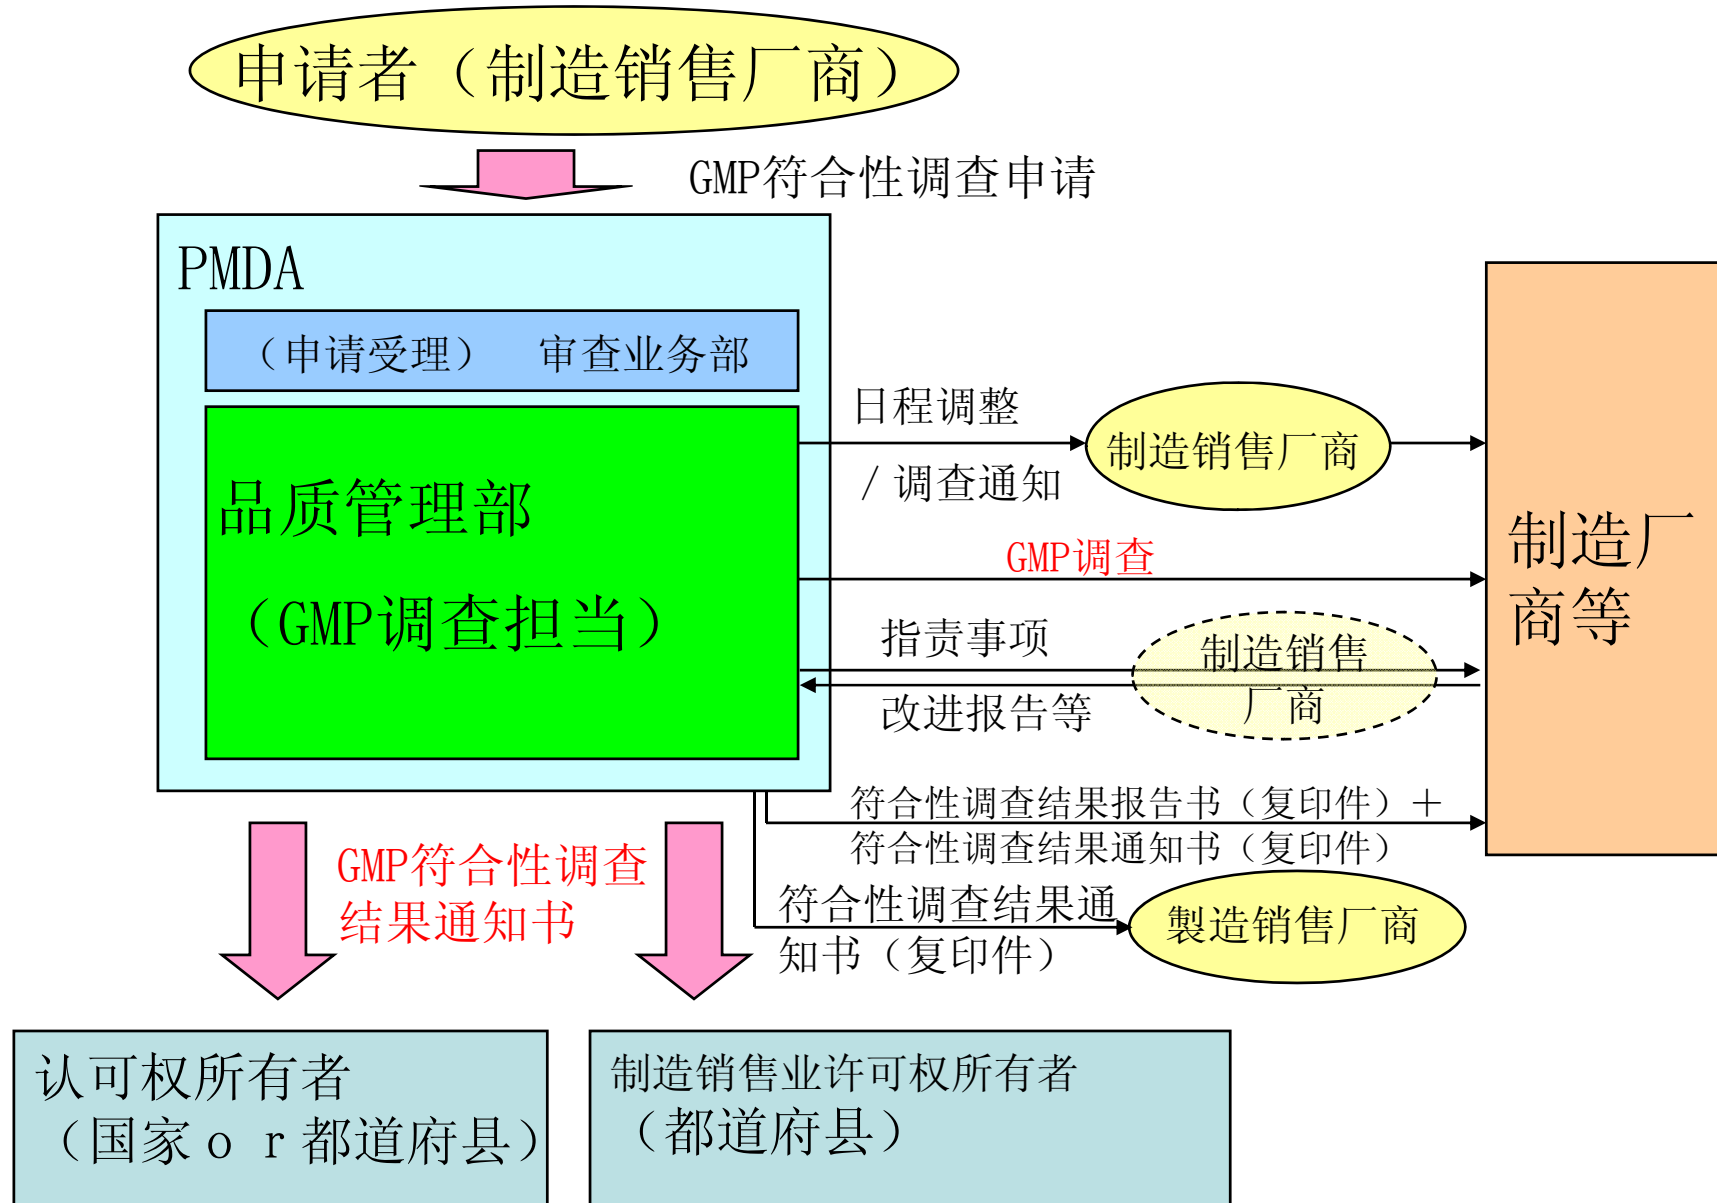 申请者（制造销售厂商）
GMP符合性调查申请
PMDA
（申请受理） 审查业务部
品质管理部
（GMP调查担当）
日程调整
/调查通知
制造销售厂商
GMP调查
指责事项
改进报告等
制造销售
厂商
制造厂
商等
符合性调查结果报告书（复印件）＋
符合性调查结果通知书（复印件）
符合性调查结果通
知书（复印件）
製造销售厂商
GMP符合性调查
结果通知书
认可权所有者
（国家ｏｒ都道府县）
制造销售业许可权所有者
（都道府县）